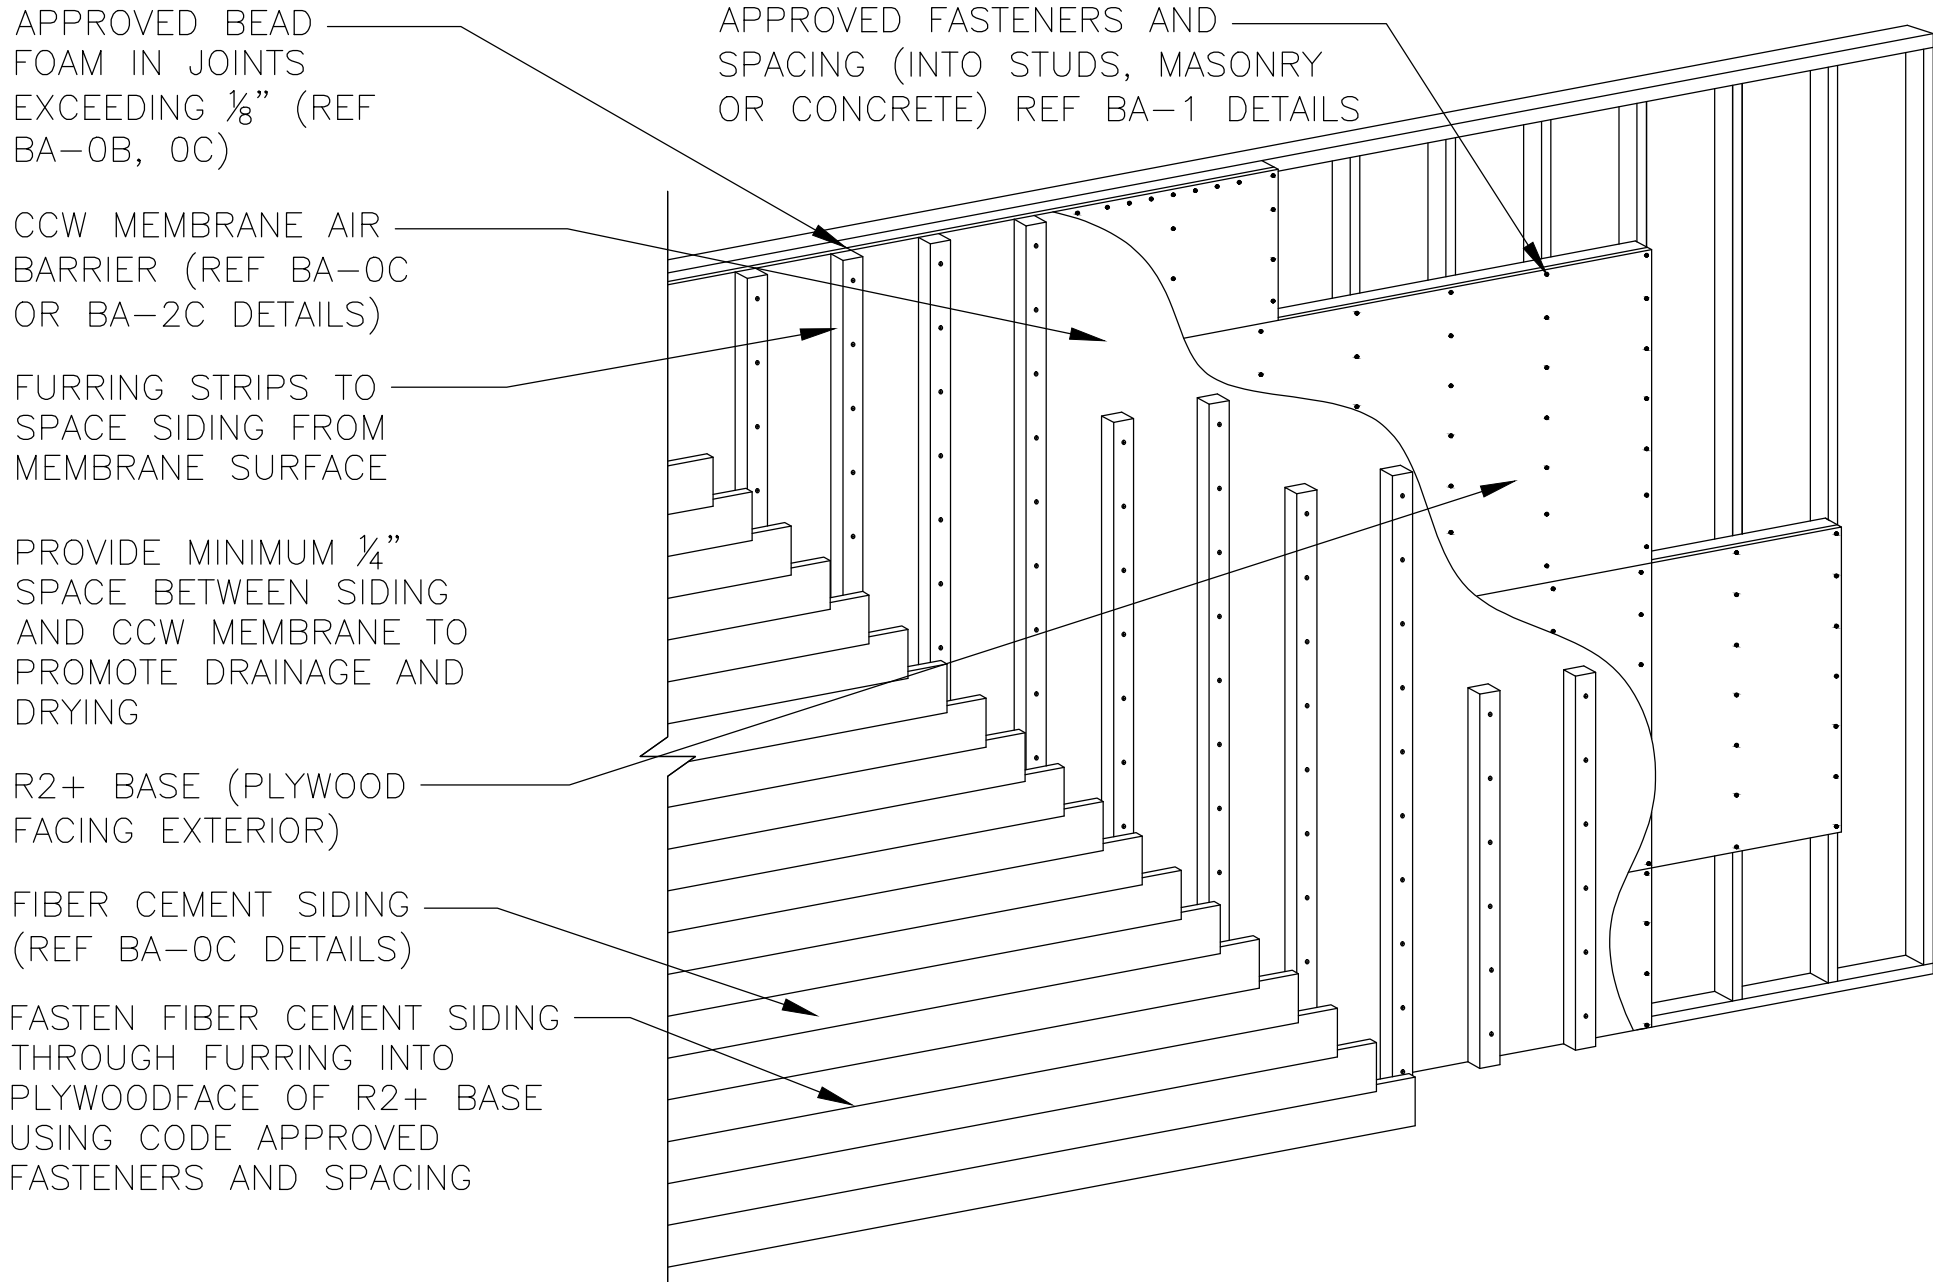 APPROVED BEAD
FOAM IN JOINTS
EXCEEDING ⅛” (REF
BA-0B, 0C)
APPROVED FASTENERS AND
SPACING (INTO STUDS, MASONRY
OR CONCRETE) REF BA-1 DETAILS
CCW MEMBRANE AIR
BARRIER (REF BA-0C
OR BA-2C DETAILS)
FURRING STRIPS TO
SPACE SIDING FROM
MEMBRANE SURFACE
PROVIDE MINIMUM ¼”
SPACE BETWEEN SIDING
AND CCW MEMBRANE TO
PROMOTE DRAINAGE AND
DRYING
R2+ BASE (PLYWOOD
FACING EXTERIOR)
FIBER CEMENT SIDING
(REF BA-0C DETAILS)
FASTEN FIBER CEMENT SIDING
THROUGH FURRING INTO
PLYWOODFACE OF R2+ BASE
USING CODE APPROVED
FASTENERS AND SPACING